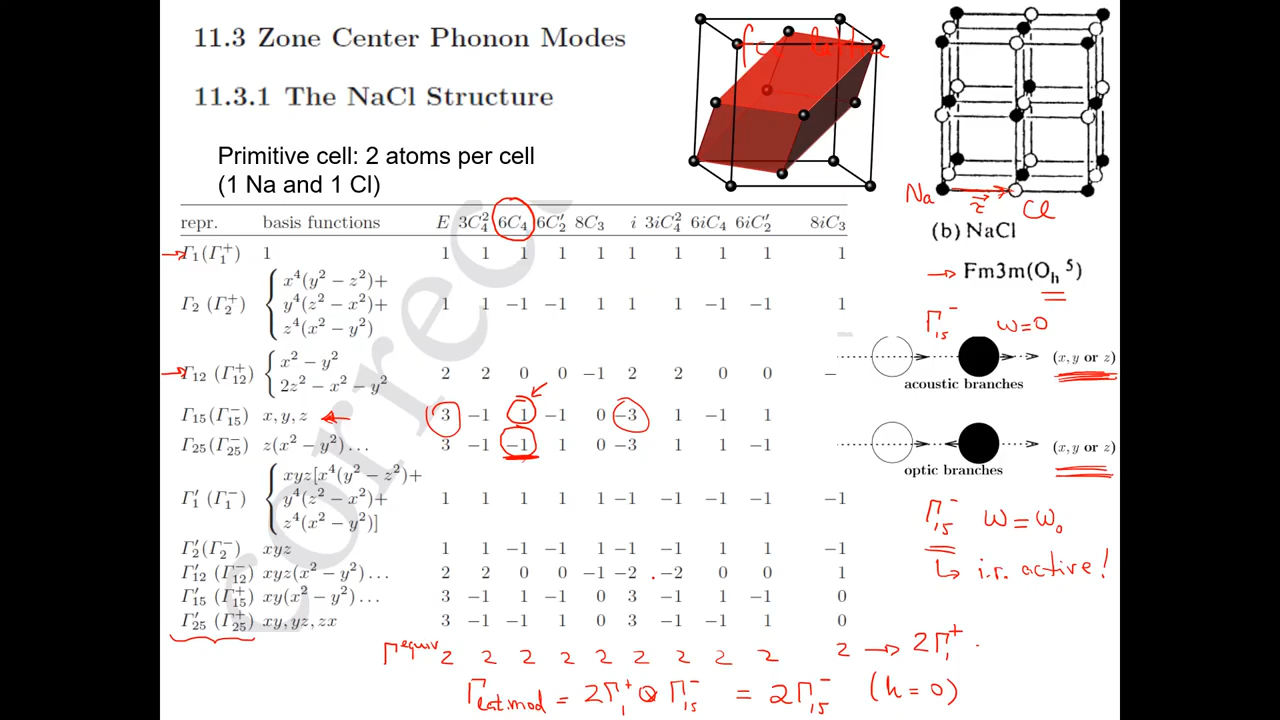 11.3 Zone Center Phonon Modes
11.3.1 The NaCl Structure
Primitive cell: 2 atoms per cell
(1 Na and 1 Cl)
fcc lattice
Na τ⃗ Cl
(b) NaCl
→ Fm3m(Oh 5)
repr. basis functions E 3C₄² 6C₄ 6C₂′ 8C₃ i 3iC₄² 6iC₄ 6iC₂′ 8iC₃
→ Γ₁(Γ₁⁺) 1 1 1 1 1 1 1 1 1 1 1
Γ₂ (Γ₂⁺) { x⁴(y² − z²)+ y⁴(z² − x²)+ z⁴(x² − y²) 1 1 −1 −1 1 1 1 −1 −1 1
→ Γ₁₂ (Γ₁₂⁺) { x² − y² 2z² − x² − y² 2 2 0 0 −1 2 2 0 0 −
Γ₁₅(Γ₁₅⁻) x, y, z 3 −1 1 −1 0 −3 1 −1 1 0
Γ₂₅(Γ₂₅⁻) z(x² − y²)... 3 −1 −1 1 0 −3 1 1 −1 0
Γ₁′ (Γ₁⁻) { xyz[x⁴(y² − z²)+ y⁴(z² − x²)+ z⁴(x² − y²)] 1 1 1 1 1 −1 −1 −1 −1 −1
Γ₂′(Γ₂⁻) xyz 1 1 −1 −1 1 −1 −1 1 1 −1
Γ₁₂′ (Γ₁₂⁻) xyz(x² − y²)... 2 2 0 0 −1 −2 −2 0 0 1
Γ₁₅′ (Γ₁₅⁺) xy(x² − y²)... 3 −1 1 −1 0 3 −1 1 −1 0
Γ₂₅′ (Γ₂₅⁺) xy, yz, zx 3 −1 −1 1 0 3 −1 −1 1 0
Γ₁₅⁻ ω=0
(x, y or z)
acoustic branches
(x, y or z)
optic branches
Γ₁₅⁻ ω = ω₀
↳ i.r. active!
Γ equiv 2 2 2 2 2 2 2 2 2 2 → 2Γ₁⁺
Γlat.mod = 2Γ₁⁺ ⊗ Γ₁₅⁻ = 2Γ₁₅⁻ (k = 0)